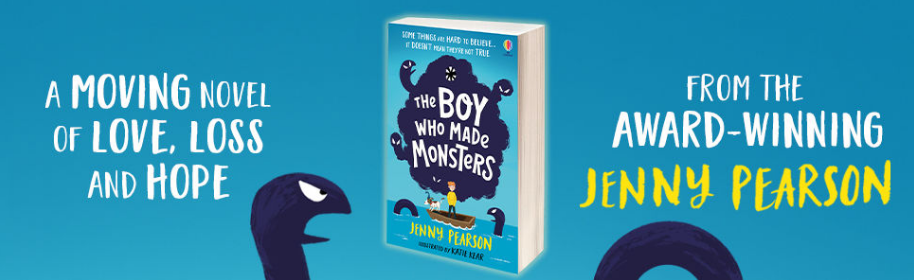 A MOVING NOVEL
OF LOVE, LOSS
AND HOPE
SOME THINGS ARE HARD TO BELIEVE...
IT DOESN'T MEAN THEY'RE NOT TRUE
THE BOY
WHO MADE
MONSTERS
JENNY PEARSON
ILLUSTRATED BY KATIE KEAR
FROM THE
AWARD-WINNING
JENNY PEARSON